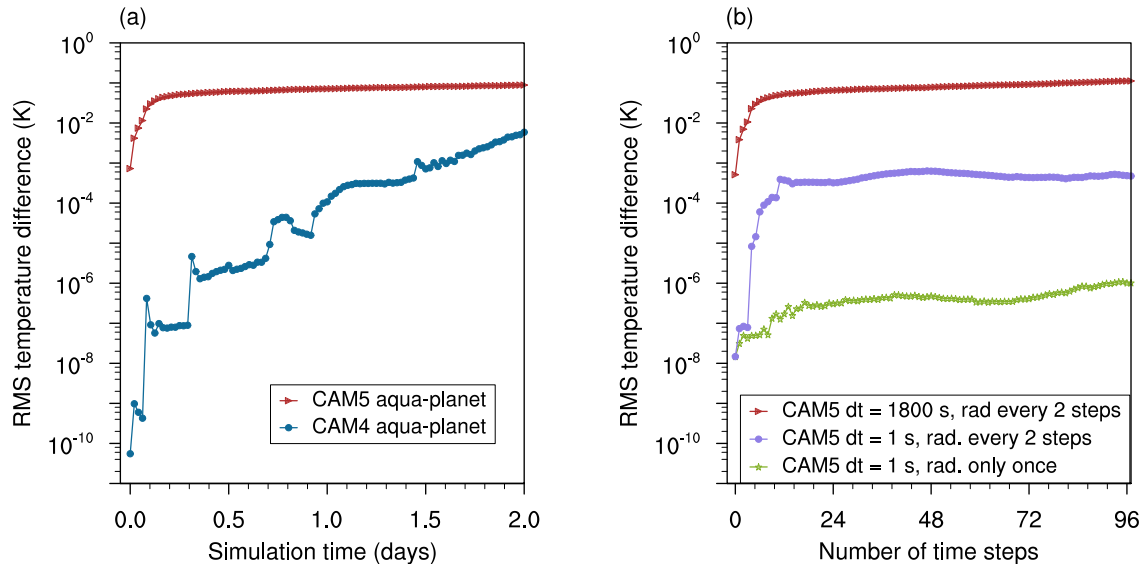 (a)
RMS temperature difference (K)
10^0
10^-2
10^-4
10^-6
10^-8
10^-10
CAM5 aqua-planet
CAM4 aqua-planet
0.0 0.5 1.0 1.5 2.0
Simulation time (days)
(b)
RMS temperature difference (K)
10^0
10^-2
10^-4
10^-6
10^-8
10^-10
CAM5 dt = 1800 s, rad every 2 steps
CAM5 dt = 1 s, rad. every 2 steps
CAM5 dt = 1 s, rad. only once
0 24 48 72 96
Number of time steps